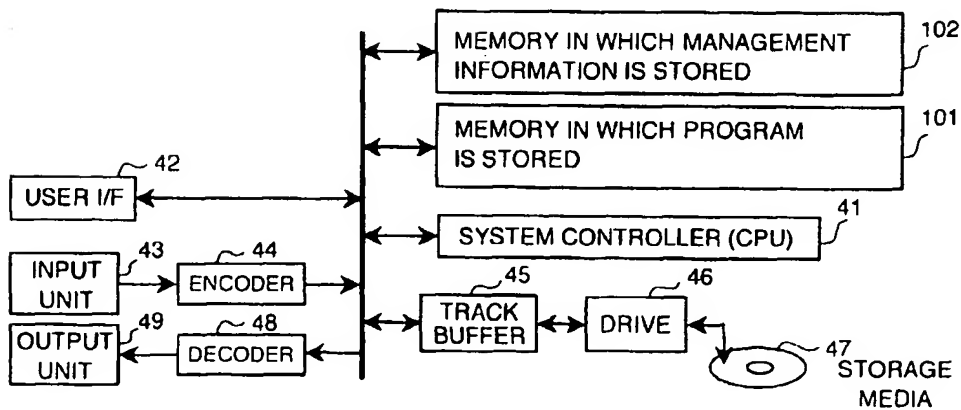 102
MEMORY IN WHICH MANAGEMENT
INFORMATION IS STORED
101
MEMORY IN WHICH PROGRAM
IS STORED
42
USER I/F
41
SYSTEM CONTROLLER (CPU)
43
INPUT
UNIT
44
ENCODER
45
TRACK
BUFFER
46
DRIVE
49
OUTPUT
UNIT
48
DECODER
47
STORAGE
MEDIA